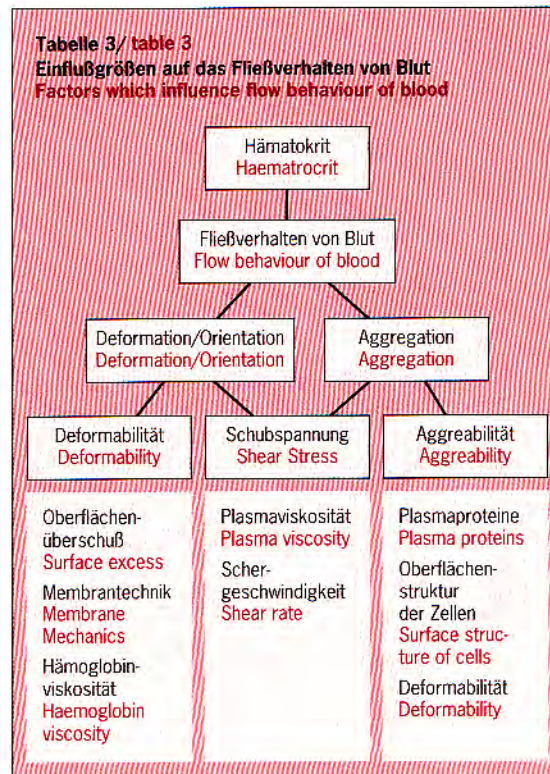 Tabelle 3/ table 3
Einflußgrößen auf das Fließverhalten von Blut
Factors which influence flow behaviour of blood
Hämatokrit
Haematrocrit
Fließverhalten von Blut
Flow behaviour of blood
Deformation/Orientation
Deformation/Orientation
Aggregation
Aggregation
Deformabilität
Deformability
Schubspannung
Shear Stress
Aggreabilität
Aggreability
Oberflächen-
überschuß
Surface excess
Membrantechnik
Membrane
Mechanics
Hämoglobin-
viskosität
Haemoglobin
viscosity
Plasmaviskosität
Plasma viscosity
Scher-
geschwindigkeit
Shear rate
Plasmaproteine
Plasma proteins
Oberflächen-
struktur
der Zellen
Surface struc-
ture of cells
Deformabilität
Deformability